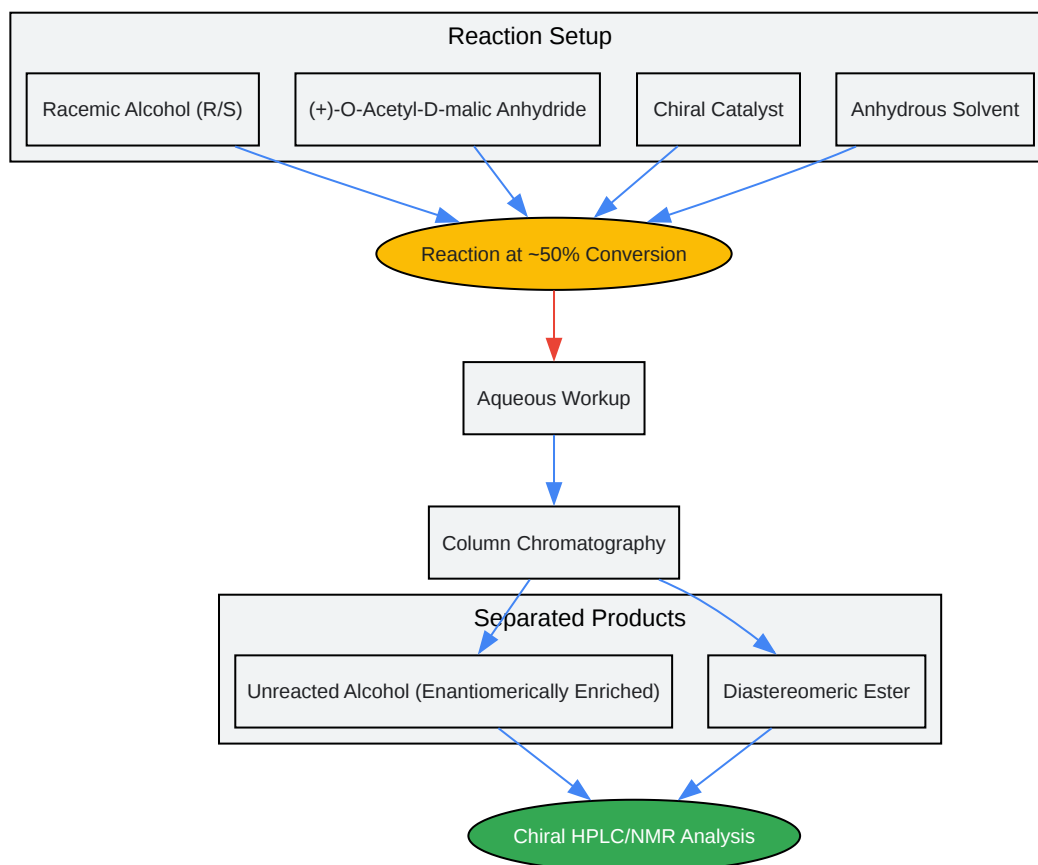 Reaction Setup
Racemic Alcohol (R/S)
(+)-O-Acetyl-D-malic Anhydride
Chiral Catalyst
Anhydrous Solvent
Reaction at ~50% Conversion
Aqueous Workup
Column Chromatography
Separated Products
Unreacted Alcohol (Enantiomerically Enriched)
Diastereomeric Ester
Chiral HPLC/NMR Analysis